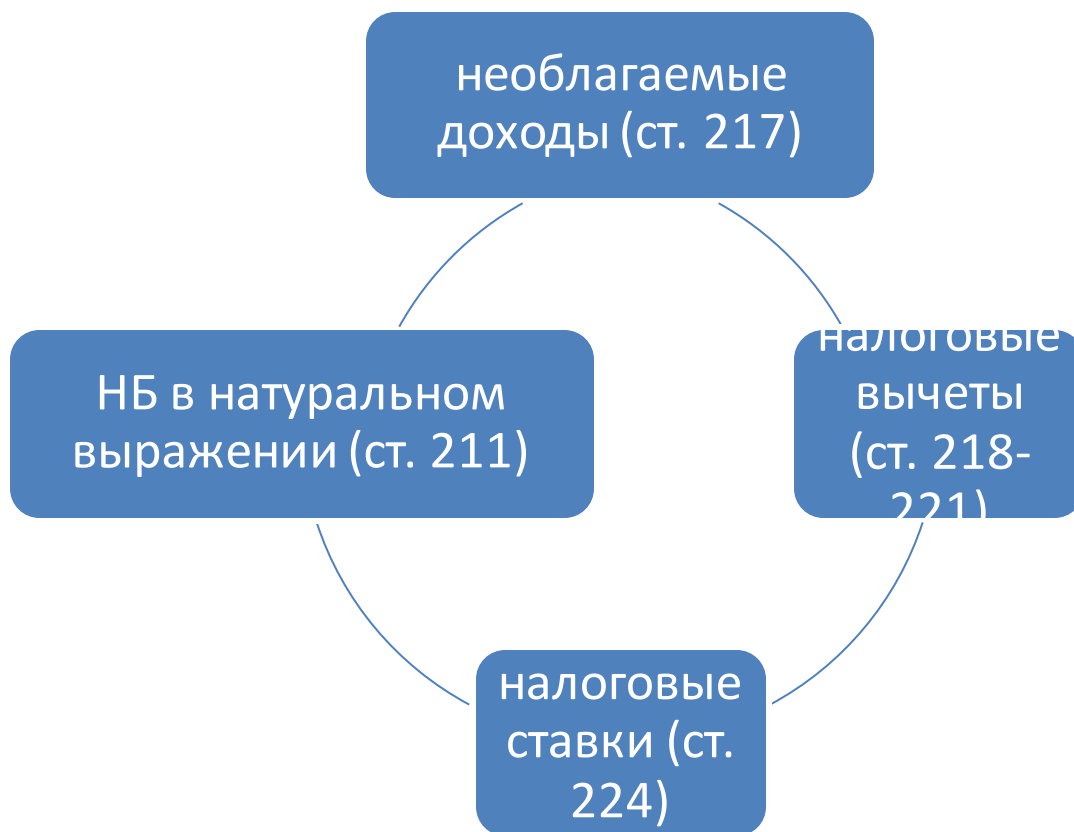 необлагаемые
доходы (ст. 217)
НБ в натуральном
выражении (ст. 211)
налоговые
вычеты
(ст. 218-
221)
налоговые
ставки (ст.
224)